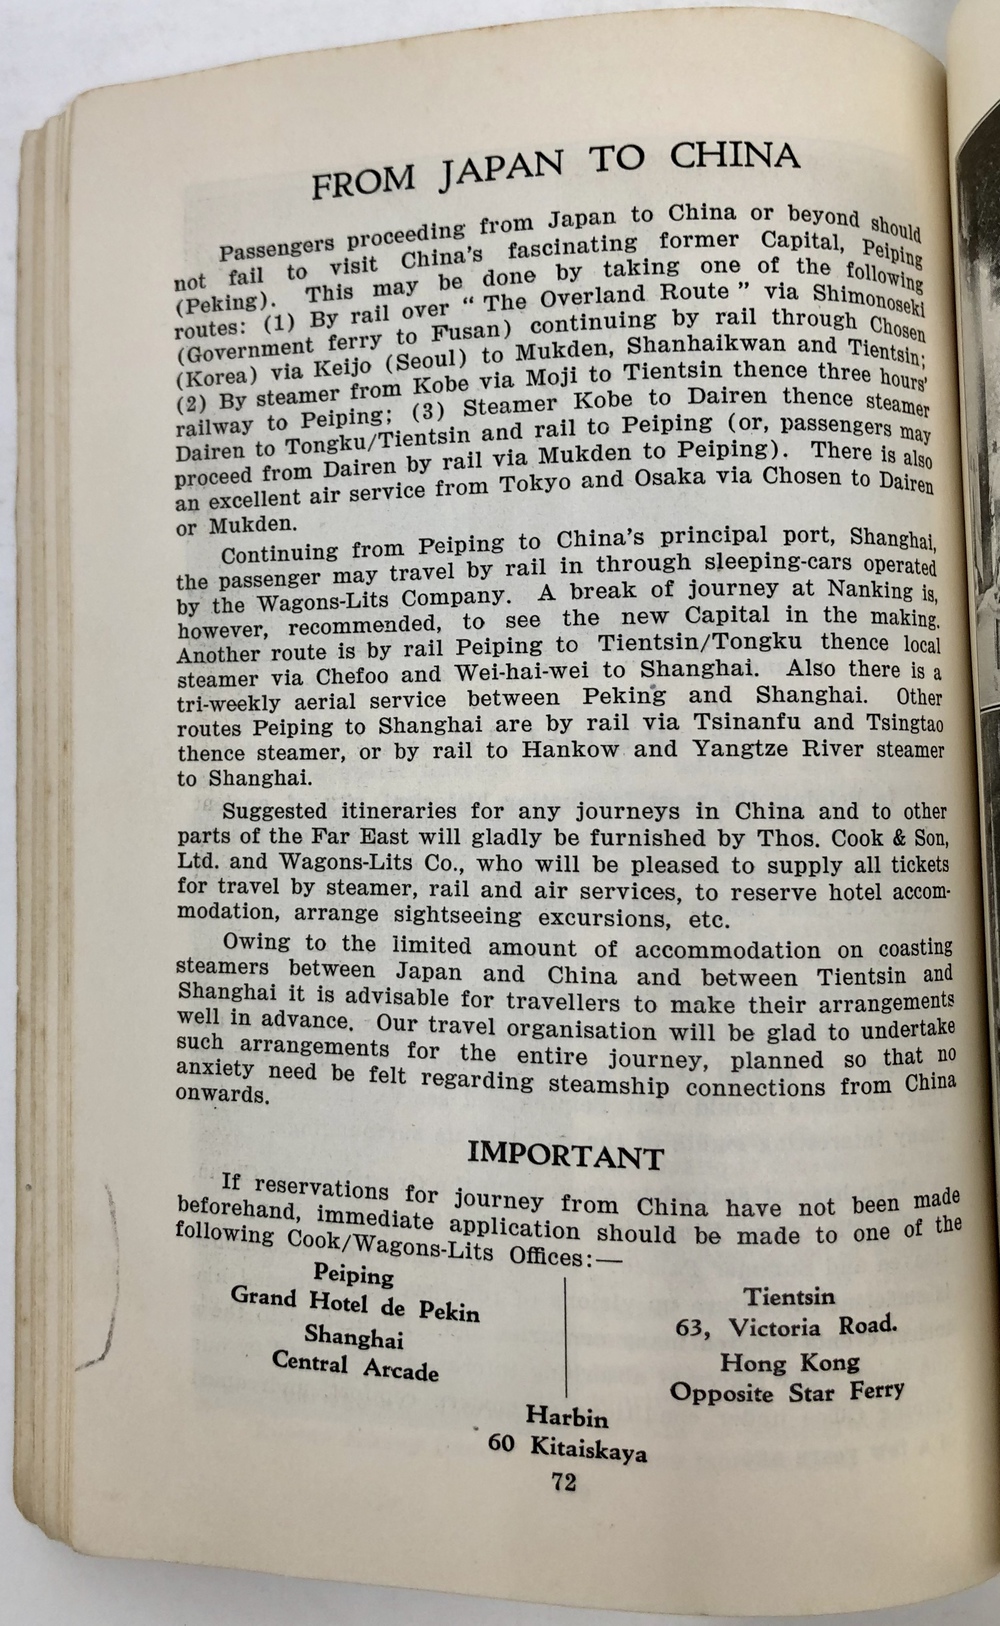 FROM JAPAN TO CHINA
Passengers proceeding from Japan to China or beyond should
not fail to visit China's fascinating former Capital, Peiping
(Peking). This may be done by taking one of the following
routes: (1) By rail over “ The Overland Route ” via Shimonoseki
(Government ferry to Fusan) continuing by rail through Chosen
(Korea) via Keijo (Seoul) to Mukden, Shanhaikwan and Tientsin;
(2) By steamer from Kobe via Moji to Tientsin thence three hours'
railway to Peiping; (3) Steamer Kobe to Dairen thence steamer
Dairen to Tongku/Tientsin and rail to Peiping (or, passengers may
proceed from Dairen by rail via Mukden to Peiping). There is also
an excellent air service from Tokyo and Osaka via Chosen to Dairen
or Mukden.
Continuing from Peiping to China's principal port, Shanghai,
the passenger may travel by rail in through sleeping-cars operated
by the Wagons-Lits Company. A break of journey at Nanking is,
however, recommended, to see the new Capital in the making.
Another route is by rail Peiping to Tientsin/Tongku thence local
steamer via Chefoo and Wei-hai-wei to Shanghai. Also there is a
tri-weekly aerial service between Peking and Shanghai. Other
routes Peiping to Shanghai are by rail via Tsinanfu and Tsingtao
thence steamer, or by rail to Hankow and Yangtze River steamer
to Shanghai.
Suggested itineraries for any journeys in China and to other
parts of the Far East will gladly be furnished by Thos. Cook & Son,
Ltd. and Wagons-Lits Co., who will be pleased to supply all tickets
for travel by steamer, rail and air services, to reserve hotel accom-
modation, arrange sightseeing excursions, etc.
Owing to the limited amount of accommodation on coasting
steamers between Japan and China and between Tientsin and
Shanghai it is advisable for travellers to make their arrangements
well in advance. Our travel organisation will be glad to undertake
such arrangements for the entire journey, planned so that no
anxiety need be felt regarding steamship connections from China
onwards.
IMPORTANT
If reservations for journey from China have not been made
beforehand, immediate application should be made to one of the
following Cook/Wagons-Lits Offices:—
Peiping
Grand Hotel de Pekin
Shanghai
Central Arcade
Tientsin
63, Victoria Road.
Hong Kong
Opposite Star Ferry
Harbin
60 Kitaiskaya
72